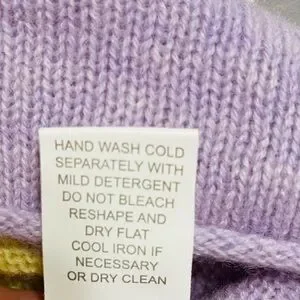 HAND WASH COLD
SEPARATELY WITH
MILD DETERGENT
DO NOT BLEACH
RESHAPE AND
DRY FLAT
COOL IRON IF
NECESSARY
OR DRY CLEAN